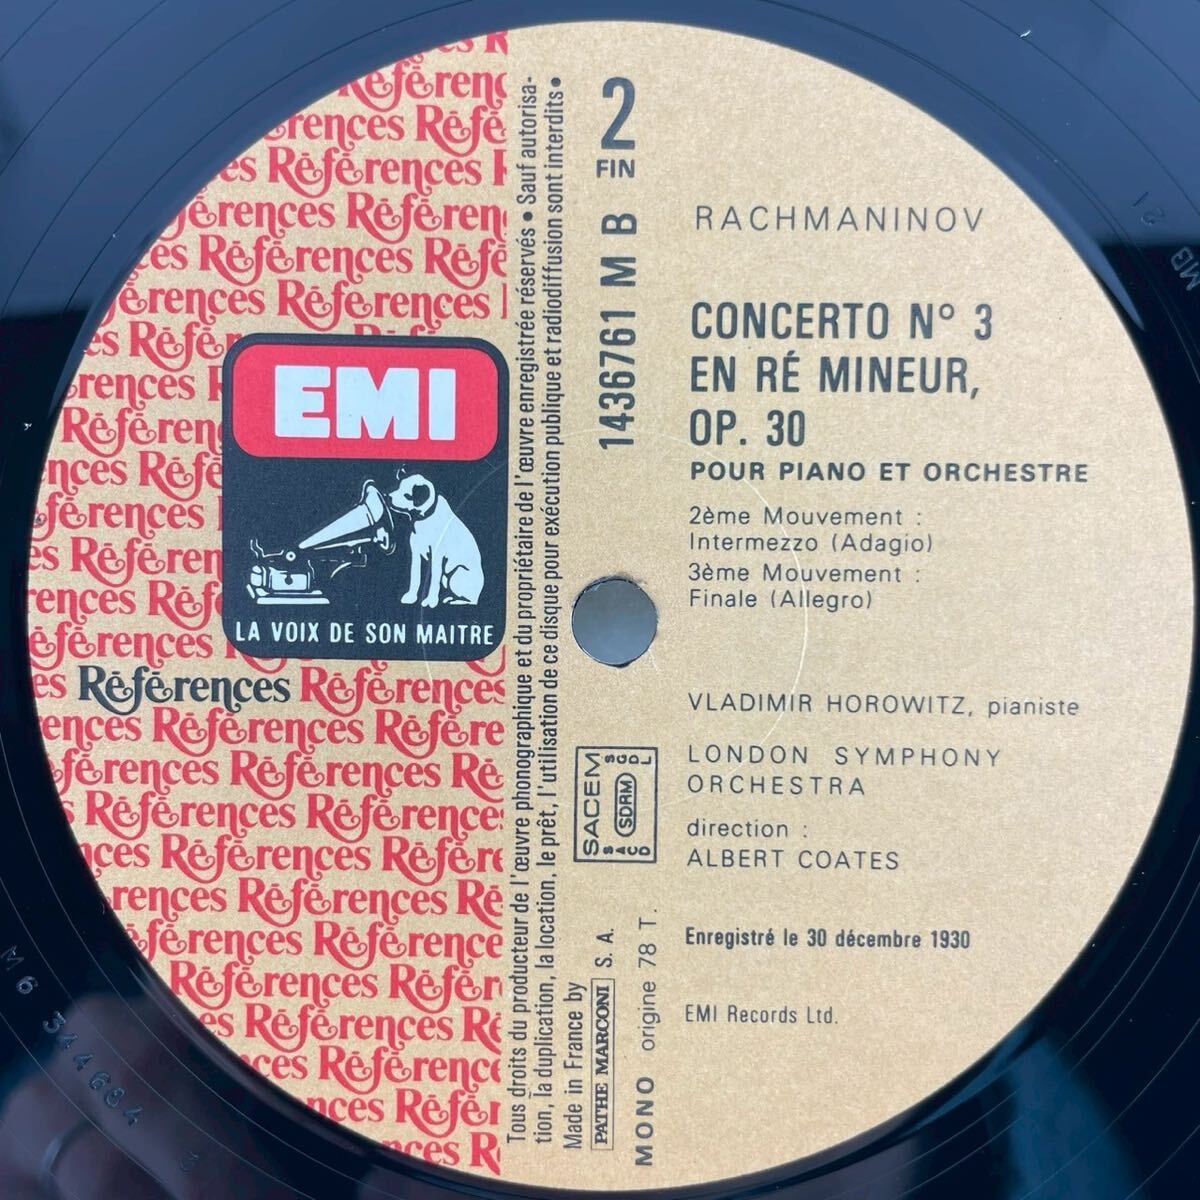 EMI
LA VOIX DE SON MAITRE
Références
Tous droits du producteur de l'œuvre phonographique et du propriétaire de l'œuvre enregistrée réservés • Sauf autorisa-
tion, la duplication, la location, le prêt, l'utilisation de ce disque pour exécution publique et radiodiffusion sont interdits •
Made in France by
PATHE MARCONI S. A.
2
FIN
1436761 M B
SACEM
SDRM
SGDL
SACD
MONO origine 78 T.
RACHMANINOV
CONCERTO N° 3
EN RÉ MINEUR,
OP. 30
POUR PIANO ET ORCHESTRE
2ème Mouvement :
Intermezzo (Adagio)
3ème Mouvement :
Finale (Allegro)
VLADIMIR HOROWITZ, pianiste
LONDON SYMPHONY
ORCHESTRA
direction :
ALBERT COATES
Enregistré le 30 décembre 1930
EMI Records Ltd.